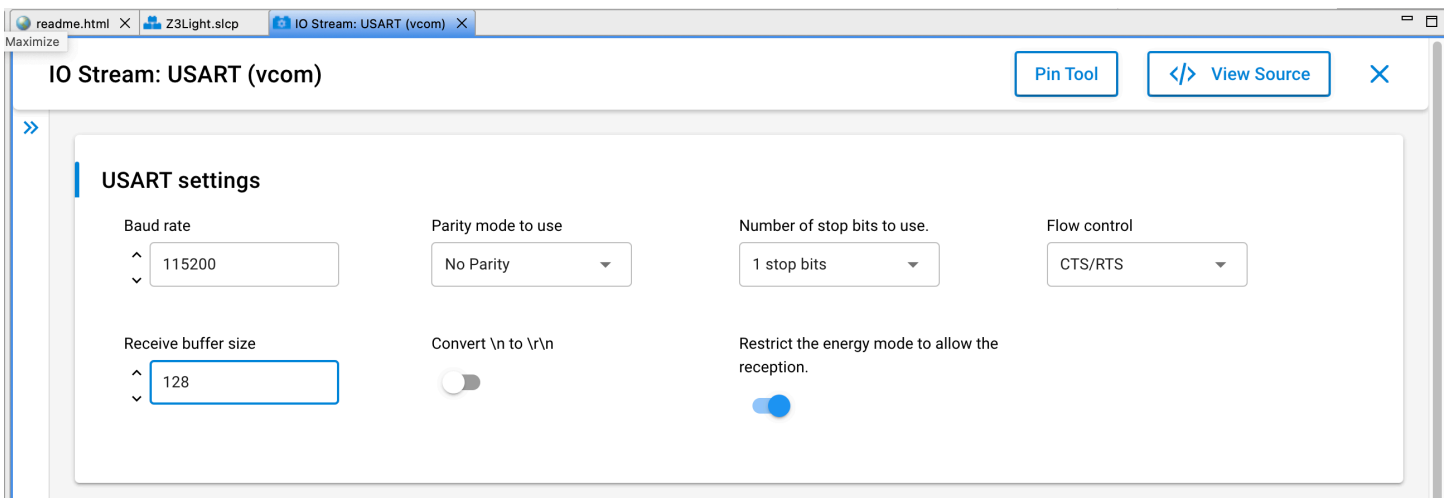 readme.html
Z3Light.slcp
IO Stream: USART (vcom)
Maximize
IO Stream: USART (vcom)
Pin Tool
</> View Source
USART settings
Baud rate
Parity mode to use
Number of stop bits to use.
Flow control
115200
No Parity
1 stop bits
CTS/RTS
Receive buffer size
Convert \n to \r\n
Restrict the energy mode to allow the
reception.
128